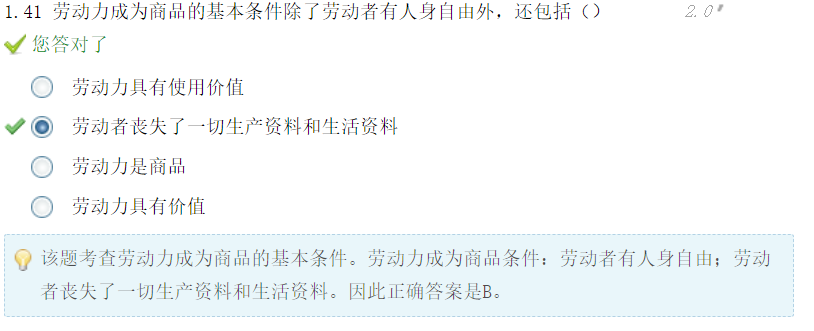 1.41 劳动力成为商品的基本条件除了劳动者有人身自由外，还包括（） 2.0
您答对了
劳动力具有使用价值
劳动者丧失了一切生产资料和生活资料
劳动力是商品
劳动力具有价值
该题考查劳动力成为商品的基本条件。劳动力成为商品条件：劳动者有人身自由；劳动
者丧失了一切生产资料和生活资料。因此正确答案是B。